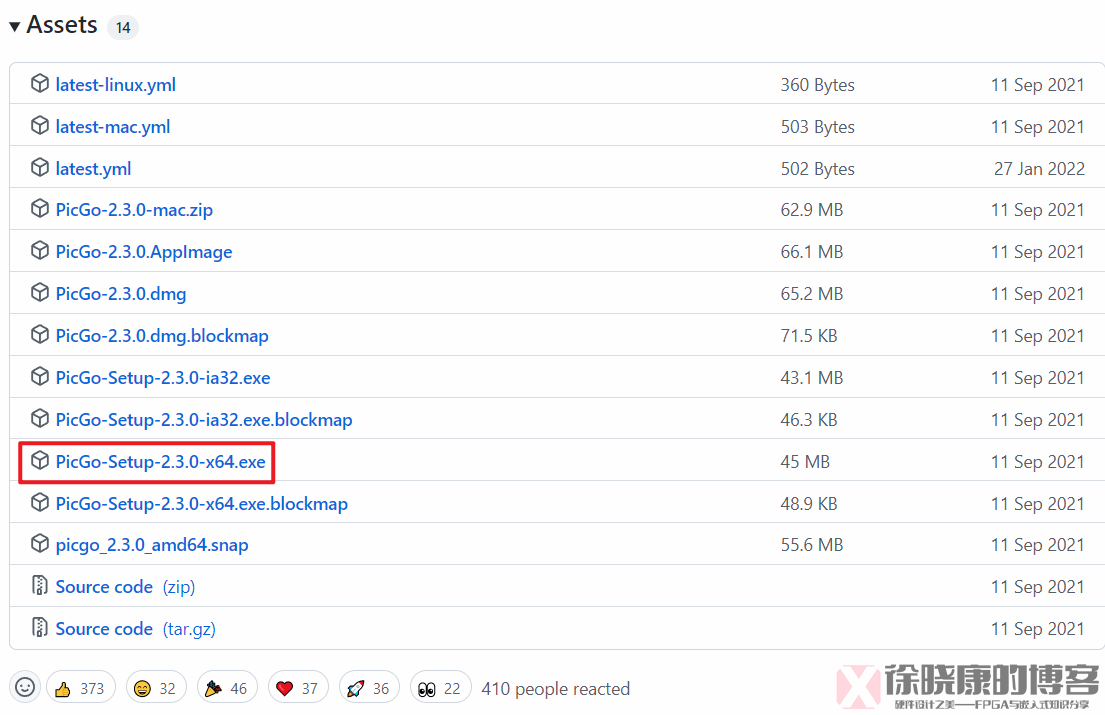 Assets 14
latest-linux.yml 360 Bytes 11 Sep 2021
latest-mac.yml 503 Bytes 11 Sep 2021
latest.yml 502 Bytes 27 Jan 2022
PicGo-2.3.0-mac.zip 62.9 MB 11 Sep 2021
PicGo-2.3.0.AppImage 66.1 MB 11 Sep 2021
PicGo-2.3.0.dmg 65.2 MB 11 Sep 2021
PicGo-2.3.0.dmg.blockmap 71.5 KB 11 Sep 2021
PicGo-Setup-2.3.0-ia32.exe 43.1 MB 11 Sep 2021
PicGo-Setup-2.3.0-ia32.exe.blockmap 46.3 KB 11 Sep 2021
PicGo-Setup-2.3.0-x64.exe 45 MB 11 Sep 2021
PicGo-Setup-2.3.0-x64.exe.blockmap 48.9 KB 11 Sep 2021
picgo_2.3.0_amd64.snap 55.6 MB 11 Sep 2021
Source code (zip) 11 Sep 2021
Source code (tar.gz) 11 Sep 2021
373 32 46 37 36 22 410 people reacted
徐晓康的博客
硬件设计之美——FPGA与嵌入式知识分享